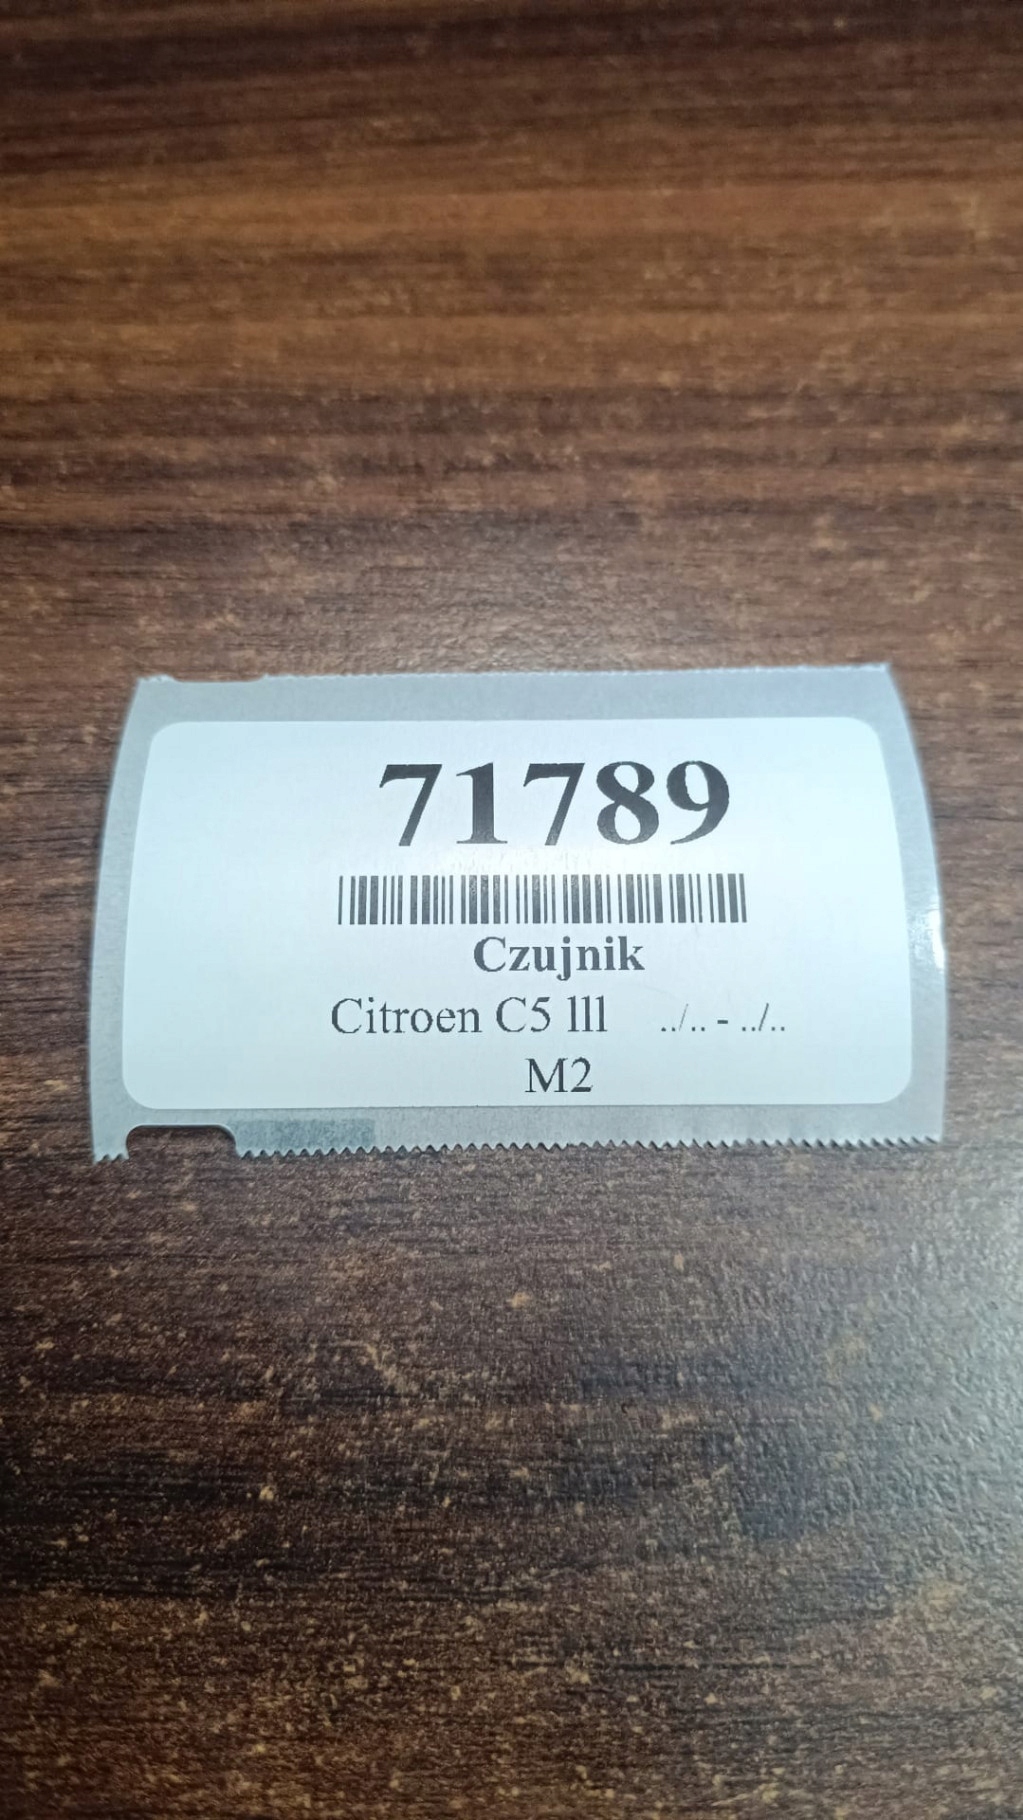 71789
Czujnik
Citroen C5 lll ../.. - ../..
M2